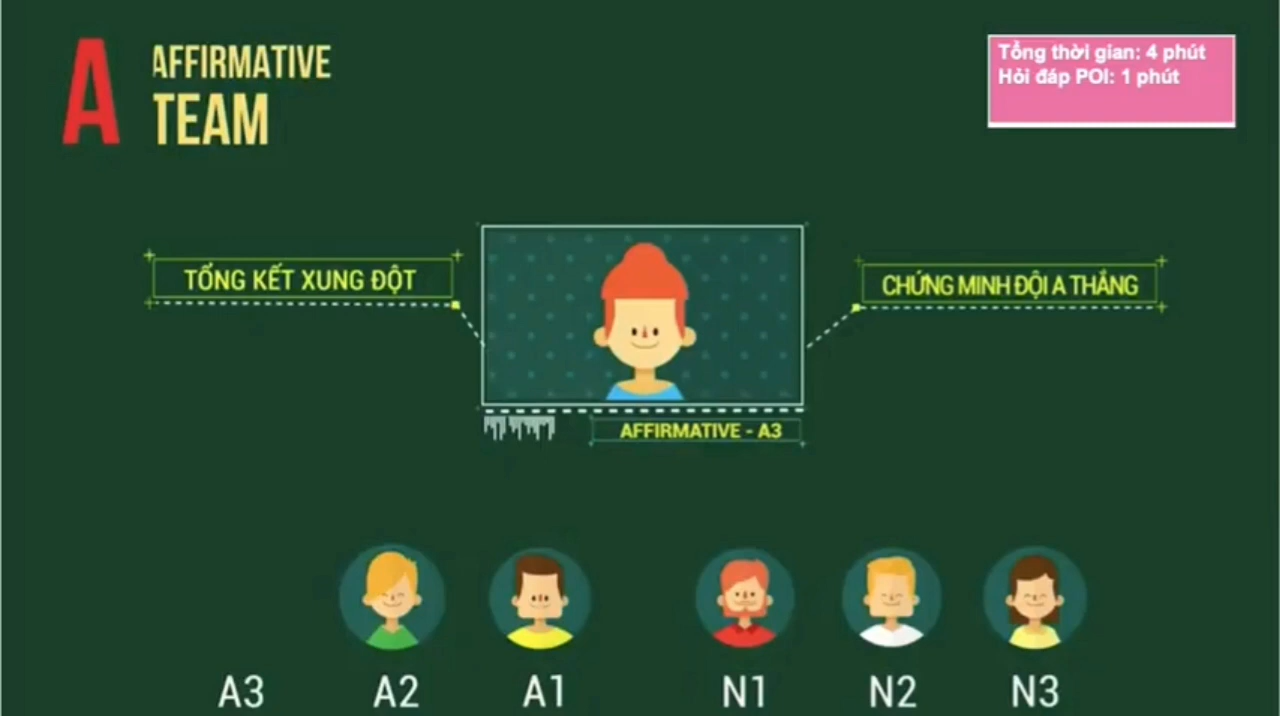 A
AFFIRMATIVE
TEAM
Tổng thời gian: 4 phút
Hỏi đáp POI: 1 phút
TỔNG KẾT XUNG ĐỘT
CHỨNG MINH ĐỘI A THẮNG
AFFIRMATIVE - A3
A3 A2 A1 N1 N2 N3